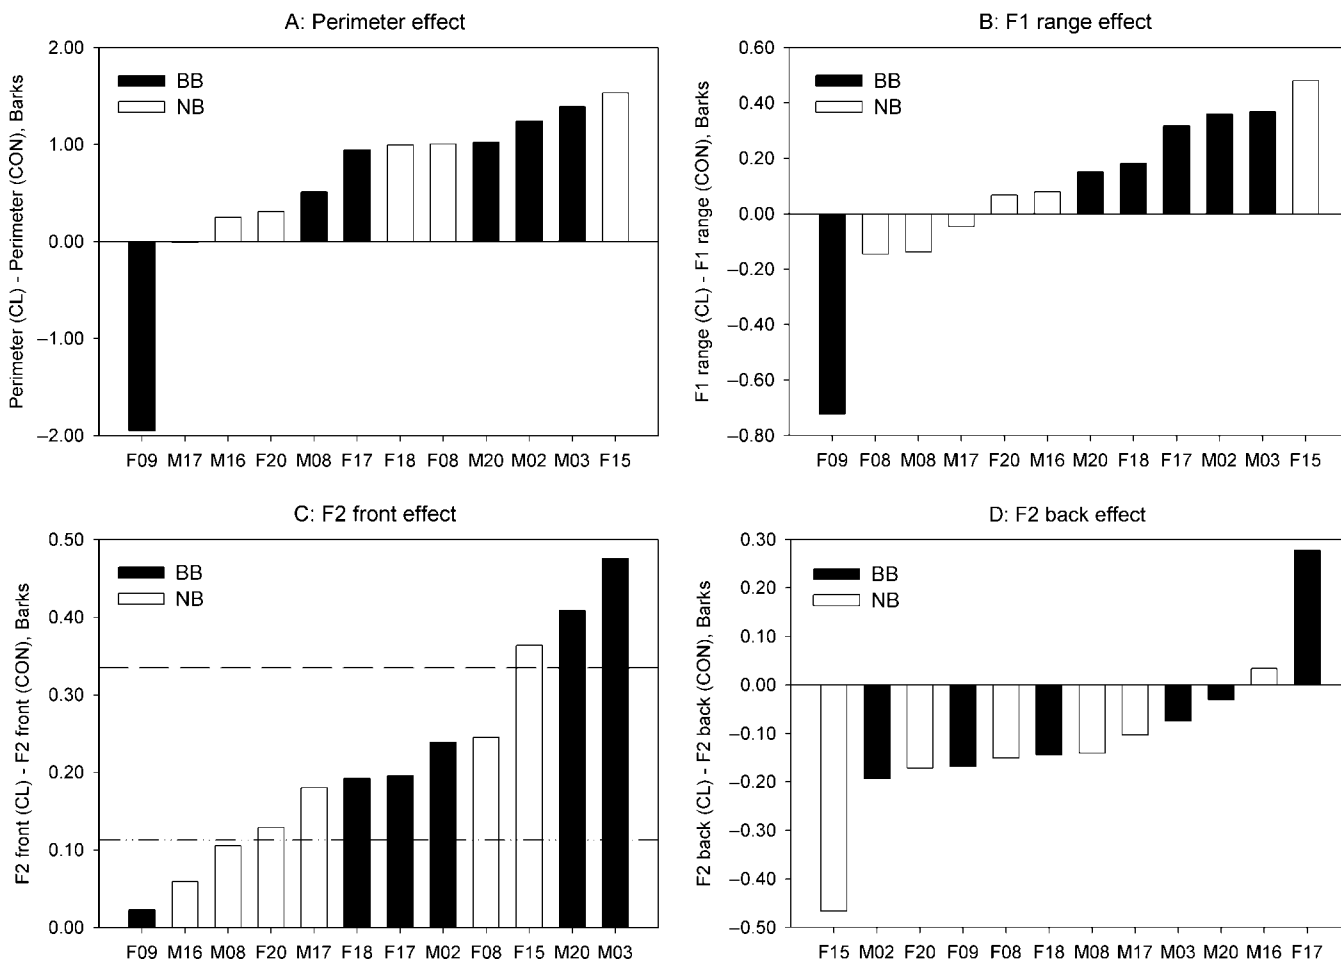 A: Perimeter effect
Perimeter (CL) - Perimeter (CON), Barks
2.00
1.00
0.00
–1.00
–2.00
BB
NB
F09 M17 M16 F20 M08 F17 F18 F08 M20 M02 M03 F15
B: F1 range effect
F1 range (CL) - F1 range (CON), Barks
0.60
0.40
0.20
0.00
–0.20
–0.40
–0.60
–0.80
BB
NB
F09 F08 M08 M17 F20 M16 M20 F18 F17 M02 M03 F15
C: F2 front effect
F2 front (CL) - F2 front (CON), Barks
0.50
0.40
0.30
0.20
0.10
0.00
BB
NB
F09 M16 M08 F20 M17 F18 F17 M02 F08 F15 M20 M03
D: F2 back effect
F2 back (CL) - F2 back (CON), Barks
0.30
0.20
0.10
0.00
–0.10
–0.20
–0.30
–0.40
–0.50
BB
NB
F15 M02 F20 F09 F08 F18 M08 M17 M03 M20 M16 F17